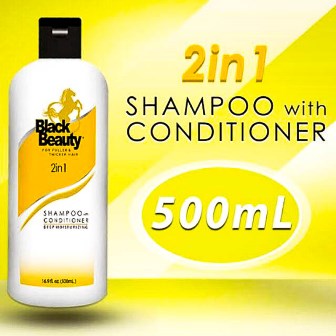 Black
Beauty
FOR FULLER &
THICKER HAIR
2in1
SHAMPOO with
CONDITIONER
DEEP MOISTURIZING
16.9 fl oz (500mL)
2in1
SHAMPOO with
CONDITIONER
500mL